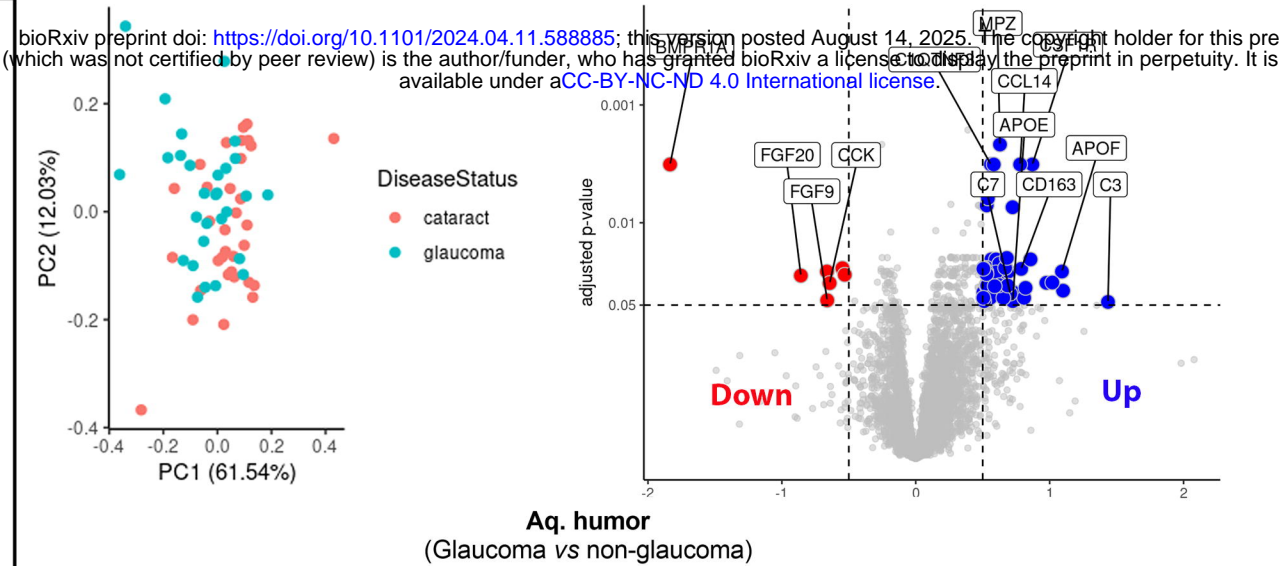 bioRxiv preprint doi: https://doi.org/10.1101/2024.04.11.588885; this version posted August 14, 2025. The copyright holder for this pre
(which was not certified by peer review) is the author/funder, who has granted bioRxiv a license to display the preprint in perpetuity. It is
available under aCC-BY-NC-ND 4.0 International license.
PC2 (12.03%)
0.2
0.0
-0.2
-0.4
-0.4 -0.2 0.0 0.2 0.4
PC1 (61.54%)
DiseaseStatus
cataract
glaucoma
adjusted p-value
0.001
0.01
0.05
MPZ
BMPR1A
CSF1R
CCL14
APOE
FGF20
CCK
APOF
FGF9
C7
CD163
C3
Down
Up
-2 -1 0 1 2
Aq. humor
(Glaucoma vs non-glaucoma)